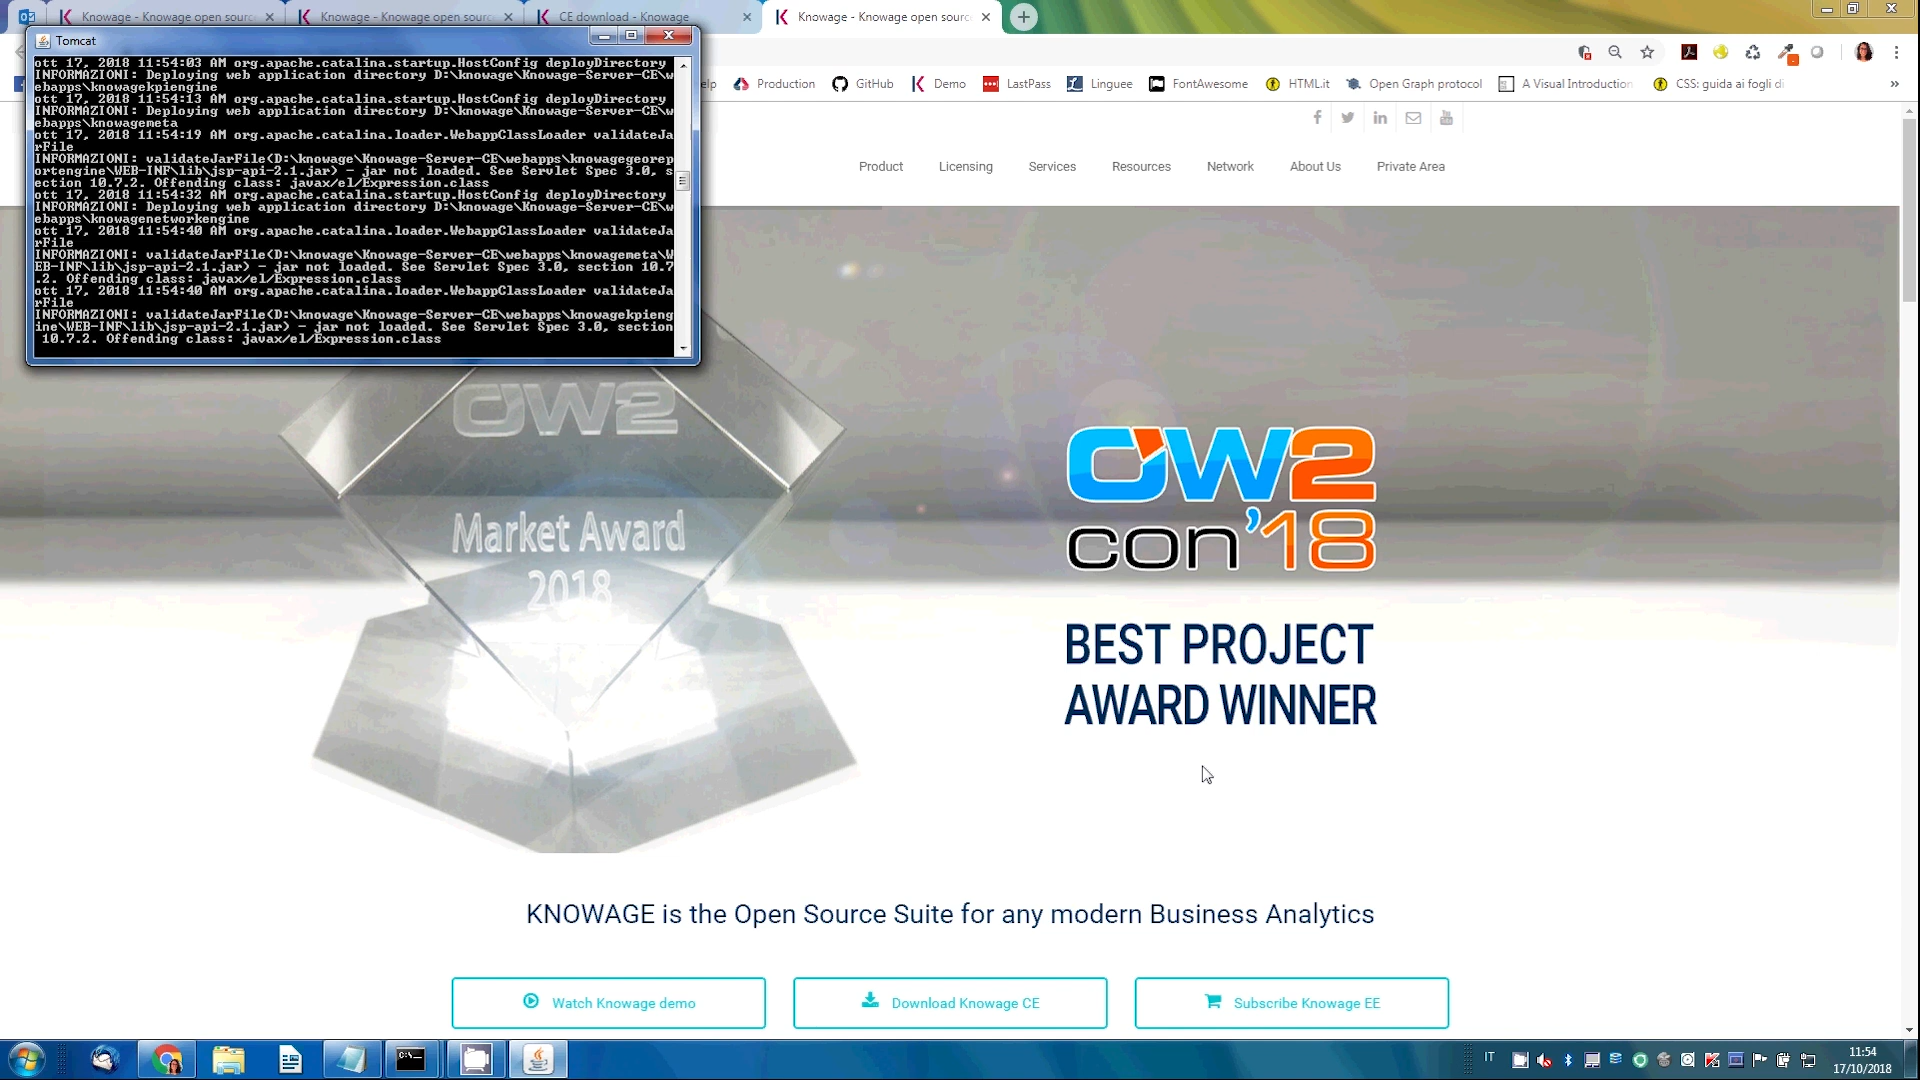 Knowage - Knowage open source
Knowage - Knowage open source
CE download - Knowage
Knowage - Knowage open source
Tomcat
ott 17, 2018 11:54:03 AM org.apache.catalina.startup.HostConfig deployDirectory
INFORMAZIONI: Deploying web application directory D:\knowage\Knowage-Server-CE\w
ebapps\knowagekpiengine
ott 17, 2018 11:54:13 AM org.apache.catalina.startup.HostConfig deployDirectory
INFORMAZIONI: Deploying web application directory D:\knowage\Knowage-Server-CE\w
ebapps\knowagemeta
ott 17, 2018 11:54:19 AM org.apache.catalina.loader.WebappClassLoader validateJa
rFile
INFORMAZIONI: validateJarFile(D:\knowage\Knowage-Server-CE\webapps\knowagegeorep
ortengine\WEB-INF\lib\jsp-api-2.1.jar) - jar not loaded. See Servlet Spec 3.0, s
ection 10.7.2. Offending class: javax/el/Expression.class
ott 17, 2018 11:54:32 AM org.apache.catalina.startup.HostConfig deployDirectory
INFORMAZIONI: Deploying web application directory D:\knowage\Knowage-Server-CE\w
ebapps\knowagenetworkengine
ott 17, 2018 11:54:40 AM org.apache.catalina.loader.WebappClassLoader validateJa
rFile
INFORMAZIONI: validateJarFile(D:\knowage\Knowage-Server-CE\webapps\knowagemeta\W
EB-INF\lib\jsp-api-2.1.jar) - jar not loaded. See Servlet Spec 3.0, section 10.7
.2. Offending class: javax/el/Expression.class
ott 17, 2018 11:54:40 AM org.apache.catalina.loader.WebappClassLoader validateJa
rFile
INFORMAZIONI: validateJarFile(D:\knowage\Knowage-Server-CE\webapps\knowagekpieng
ine\WEB-INF\lib\jsp-api-2.1.jar) - jar not loaded. See Servlet Spec 3.0, section
10.7.2. Offending class: javax/el/Expression.class
elp Production GitHub Demo LastPass Linguee FontAwesome HTML.it Open Graph protocol A Visual Introduction CSS: guida ai fogli di »
Product Licensing Services Resources Network About Us Private Area
OW2
Market Award
2018
OW2
con'18
BEST PROJECT
AWARD WINNER
KNOWAGE is the Open Source Suite for any modern Business Analytics
Watch Knowage demo
Download Knowage CE
Subscribe Knowage EE
IT
11:54
17/10/2018